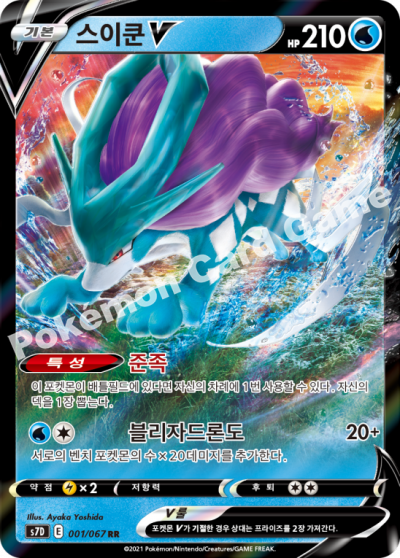 기본 스이쿤 V HP 210
Pokémon Card Game
특성 준족
이 포켓몬이 배틀필드에 있다면 자신의 차례에 1번 사용할 수 있다. 자신의
덱을 1장 뽑는다.
블리자드론도 20+
서로의 벤치 포켓몬의 수×20데미지를 추가한다.
약점 ×2 저항력 후퇴
Illus. Ayaka Yoshida
V 룰
포켓몬 V가 기절한 경우 상대는 프라이즈를 2장 가져간다.
s7D E 001/067 RR
©2021 Pokémon/Nintendo/Creatures/GAME FREAK.